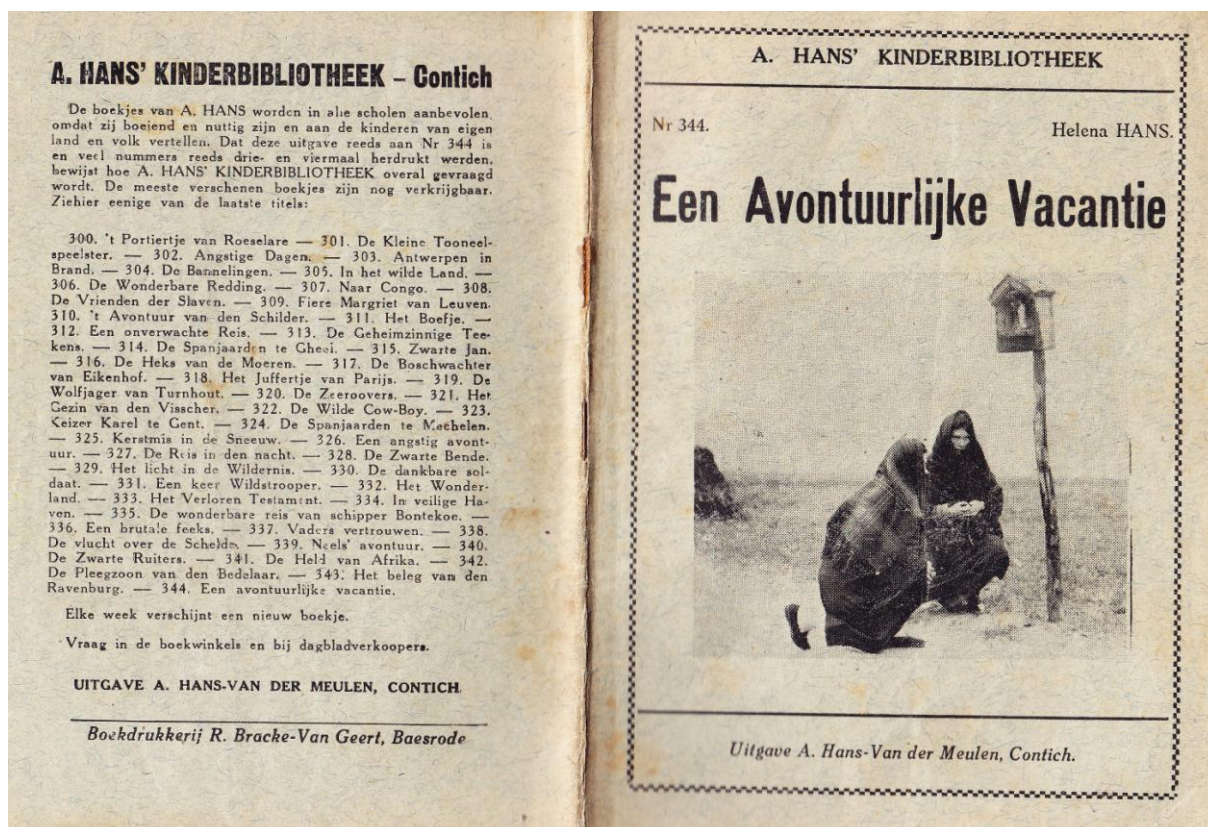 A. HANS' KINDERBIBLIOTHEEK – Contich
De boekjes van A. HANS worden in alle scholen aanbevolen,
omdat zij boeiend en nuttig zijn en aan de kinderen van eigen
land en volk vertellen. Dat deze uitgave reeds aan Nr 344 is
en veel nummers reeds drie- en viermaal herdrukt werden,
bewijst hoe A. HANS' KINDERBIBLIOTHEEK overal gevraagd
wordt. De meeste verschenen boekjes zijn nog verkrijgbaar.
Ziehier eenige van de laatste titels:
300. 't Portiertje van Roeselare — 301. De Kleine Tooneel-
speelster. — 302. Angstige Dagen. — 303. Antwerpen in
Brand. — 304. De Bannelingen. — 305. In het wilde Land. —
306. De Wonderbare Redding. — 307. Naar Congo. — 308.
De Vrienden der Slaven. — 309. Fiere Margriet van Leuven.
310. 't Avontuur van den Schilder. — 311. Het Boefje. —
312. Een onverwachte Reis. — 313. De Geheimzinnige Tee-
kens. — 314. De Spanjaarden te Gheel. — 315. Zwarte Jan.
— 316. De Heks van de Moeren. — 317. De Boschwachter
van Eikenhof. — 318. Het Juffertje van Parijs. — 319. De
Wolfjager van Turnhout. — 320. De Zeeroovers. — 321. Het
Gezin van den Visscher. — 322. De Wilde Cow-Boy. — 323.
Keizer Karel te Gent. — 324. De Spanjaarden te Mechelen.
— 325. Kerstmis in de Sneeuw. — 326. Een angstig avont-
uur. — 327. De Reis in den nacht. — 328. De Zwarte Bende.
— 329. Het licht in de Wildernis. — 330. De dankbare sol-
daat. — 331. Een keer Wildstrooper. — 332. Het Wonder-
land. — 333. Het Verloren Testament. — 334. In veilige Ha-
ven. — 335. De wonderbare reis van schipper Bontekoe. —
336. Een brutale feeks. — 337. Vaders vertrouwen. — 338.
De vlucht over de Schelde. — 339. Neels' avontuur. — 340.
De Zwarte Ruiters. — 341. De Held van Afrika. — 342.
De Pleegzoon van den Bedelaar. — 343. Het beleg van den
Ravenburg. — 344. Een avontuurlijke vacantie.
Elke week verschijnt een nieuw boekje.
Vraag in de boekwinkels en bij dagbladverkoopers.
UITGAVE A. HANS-VAN DER MEULEN, CONTICH
Boekdrukkerij R. Bracke-Van Geert, Baesrode
A. HANS' KINDERBIBLIOTHEEK
Nr 344. Helena HANS.
Een Avontuurlijke Vacantie
Uitgave A. Hans-Van der Meulen, Contich.